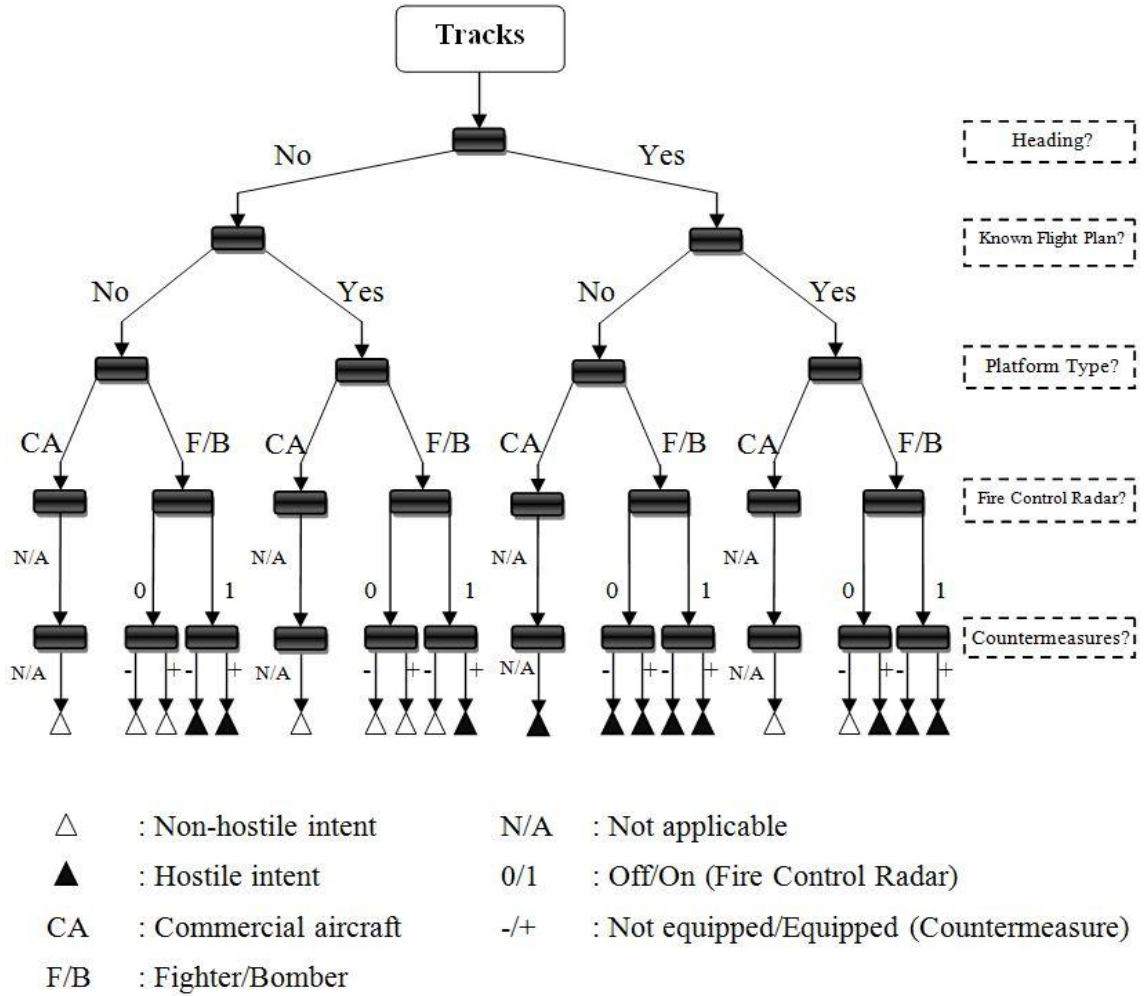 Tracks
Heading?
No Yes
Known Flight Plan?
No Yes No Yes
Platform Type?
CA F/B CA F/B CA F/B CA F/B
Fire Control Radar?
N/A N/A N/A N/A
0 1 0 1 0 1 0 1
Countermeasures?
N/A - + - + N/A - + - + N/A - + - + N/A - + - +
: Non-hostile intent N/A : Not applicable
: Hostile intent 0/1 : Off/On (Fire Control Radar)
CA : Commercial aircraft -/+ : Not equipped/Equipped (Countermeasure)
F/B : Fighter/Bomber